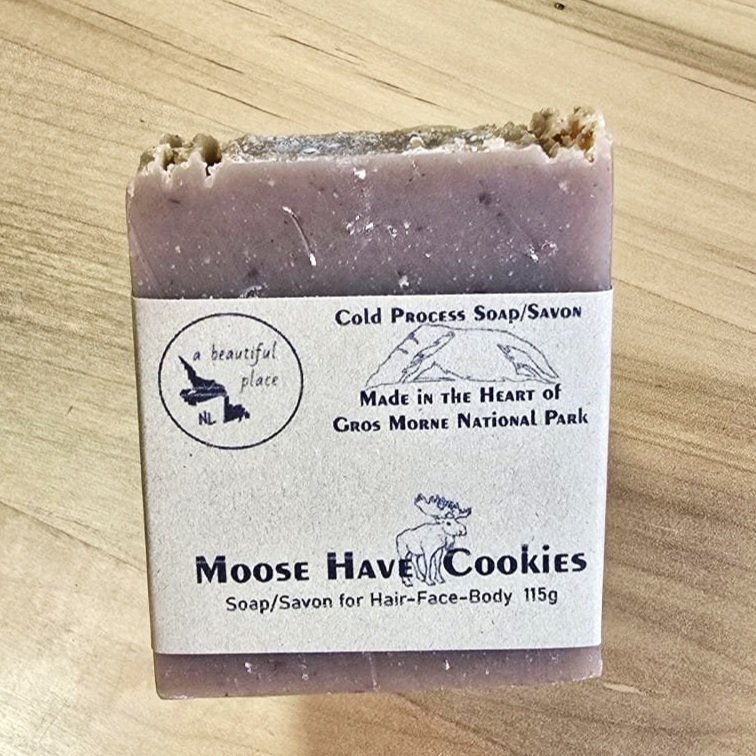 a beautiful
place
NL
Cold Process Soap/Savon
Made in the Heart of
Gros Morne National Park
Moose Have Cookies
Soap/Savon for Hair-Face-Body 115g